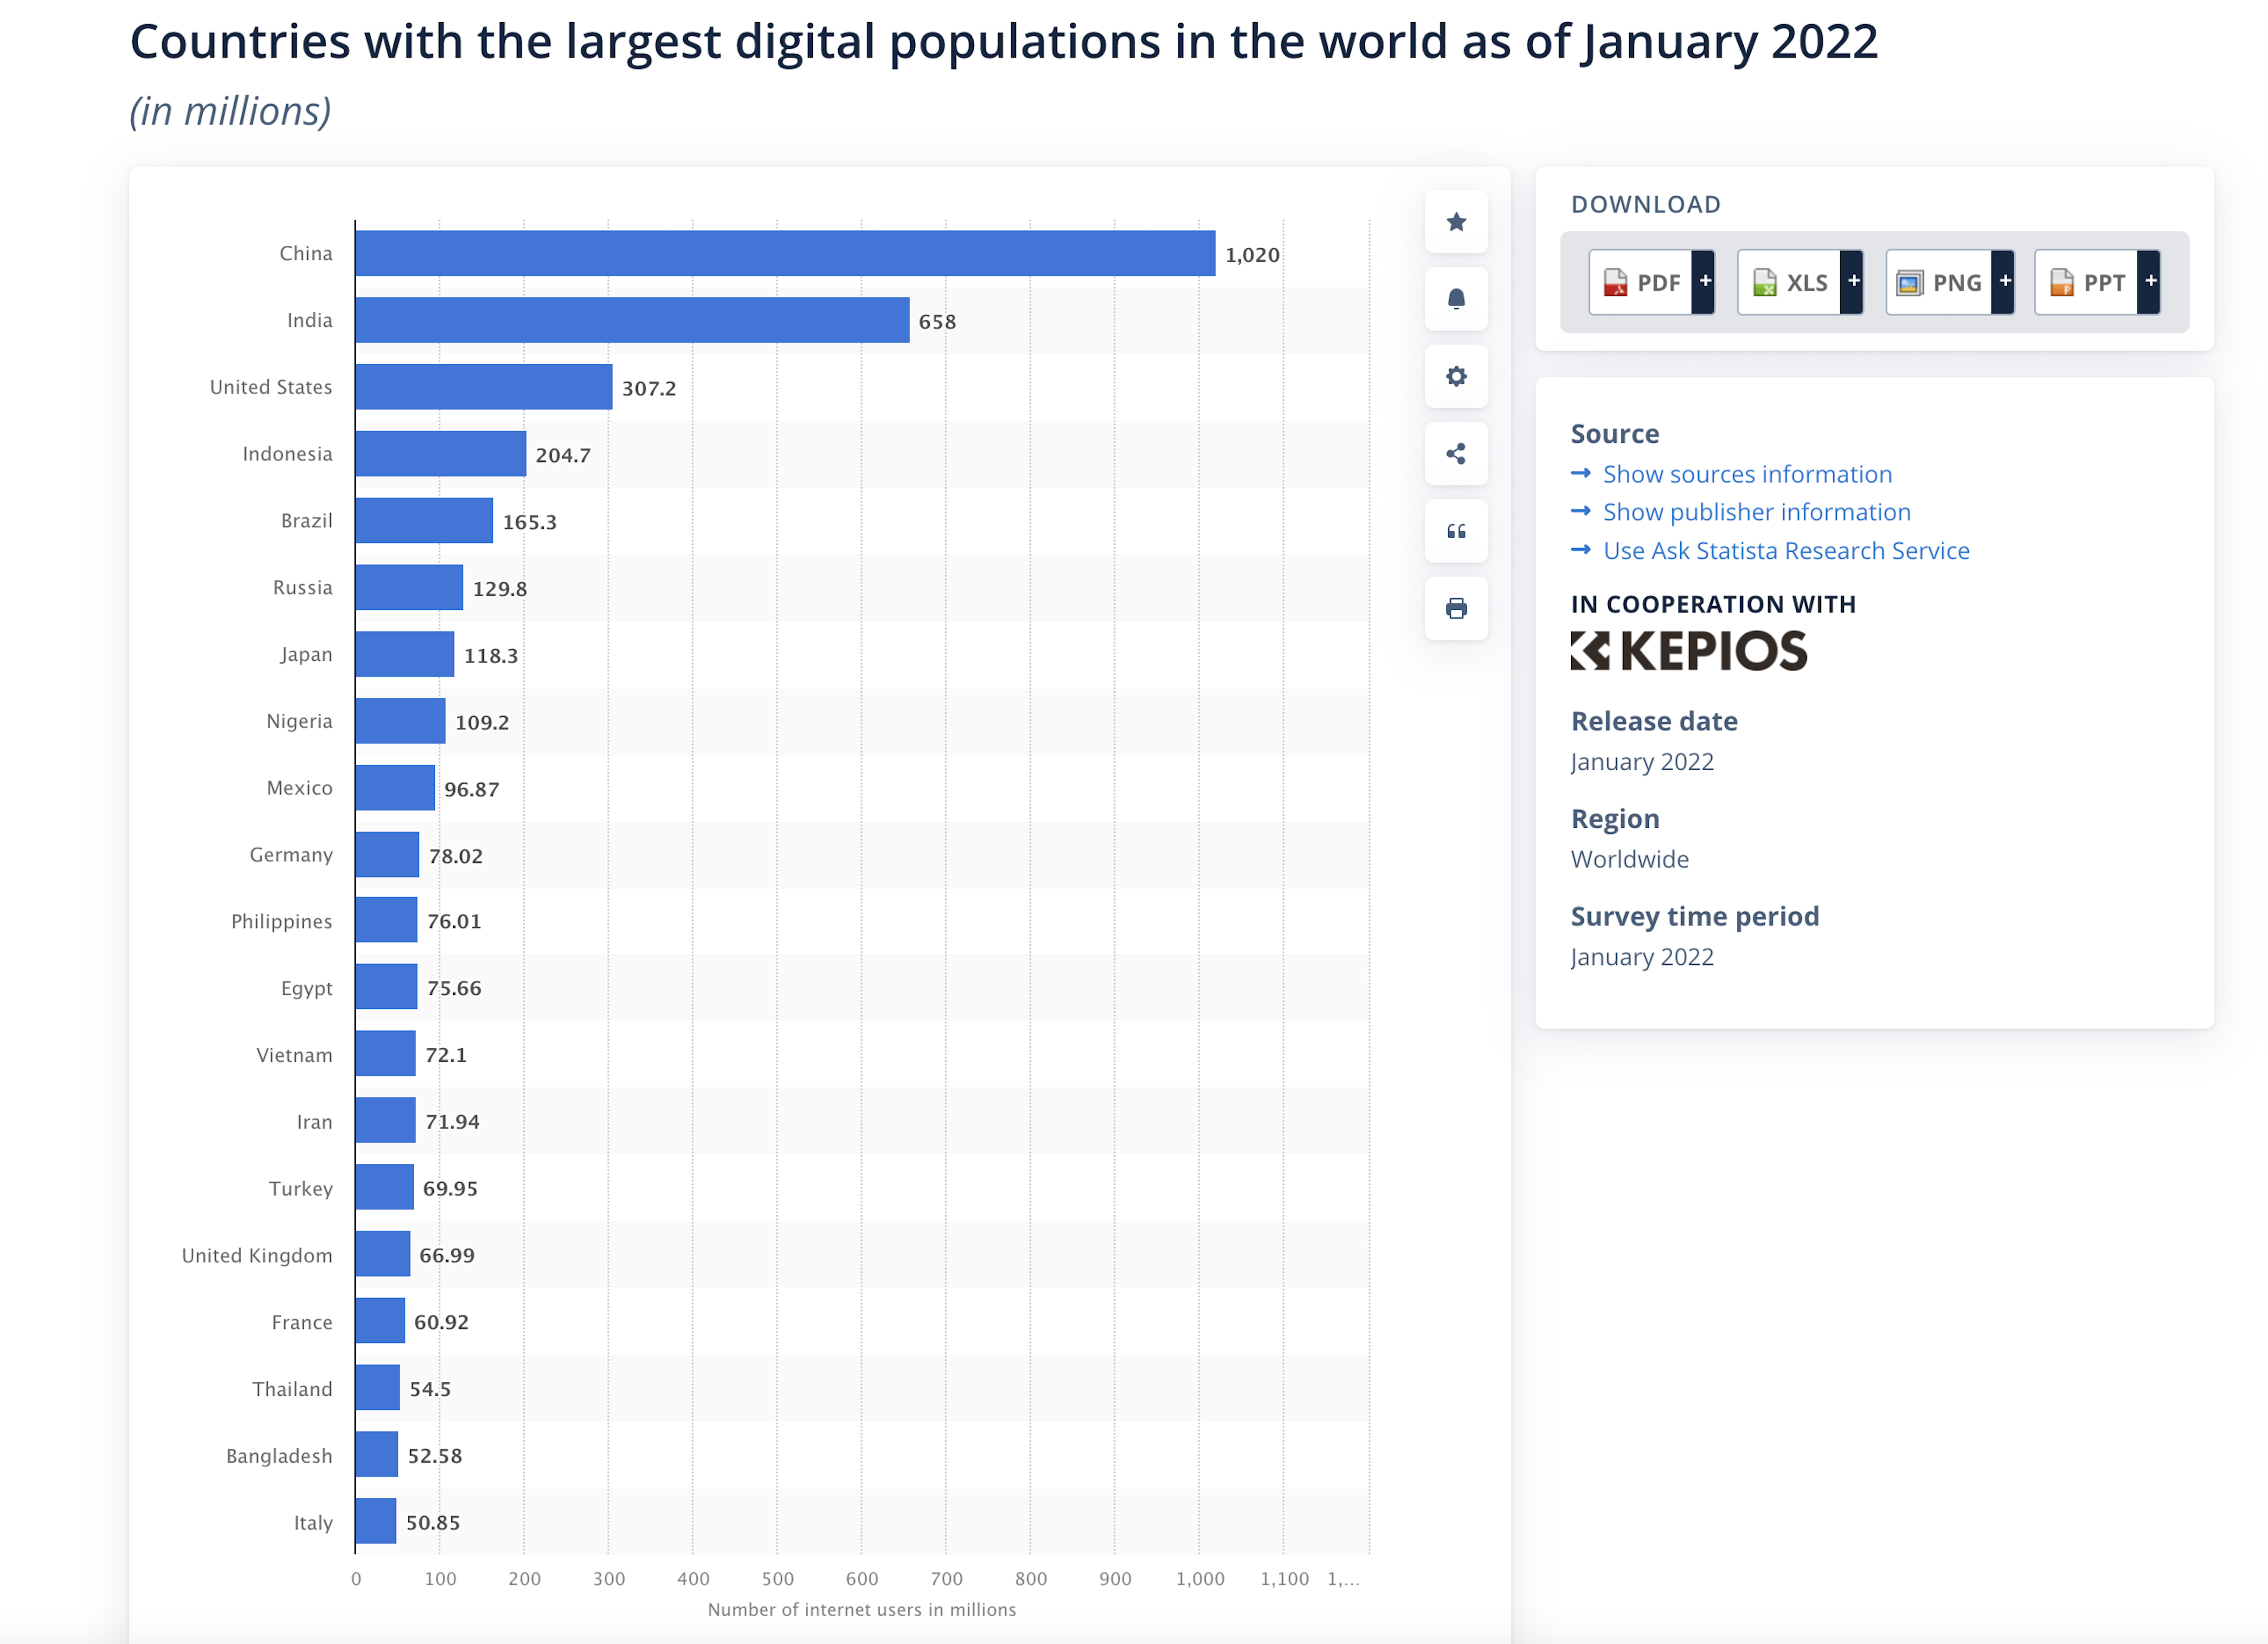 Countries with the largest digital populations in the world as of January 2022
(in millions)
China 1,020
India 658
United States 307.2
Indonesia 204.7
Brazil 165.3
Russia 129.8
Japan 118.3
Nigeria 109.2
Mexico 96.87
Germany 78.02
Philippines 76.01
Egypt 75.66
Vietnam 72.1
Iran 71.94
Turkey 69.95
United Kingdom 66.99
France 60.92
Thailand 54.5
Bangladesh 52.58
Italy 50.85
0 100 200 300 400 500 600 700 800 900 1,000 1,100 1,...
Number of internet users in millions
DOWNLOAD
PDF + XLS + PNG + PPT +
Source
→ Show sources information
→ Show publisher information
→ Use Ask Statista Research Service
IN COOPERATION WITH
KEPIOS
Release date
January 2022
Region
Worldwide
Survey time period
January 2022